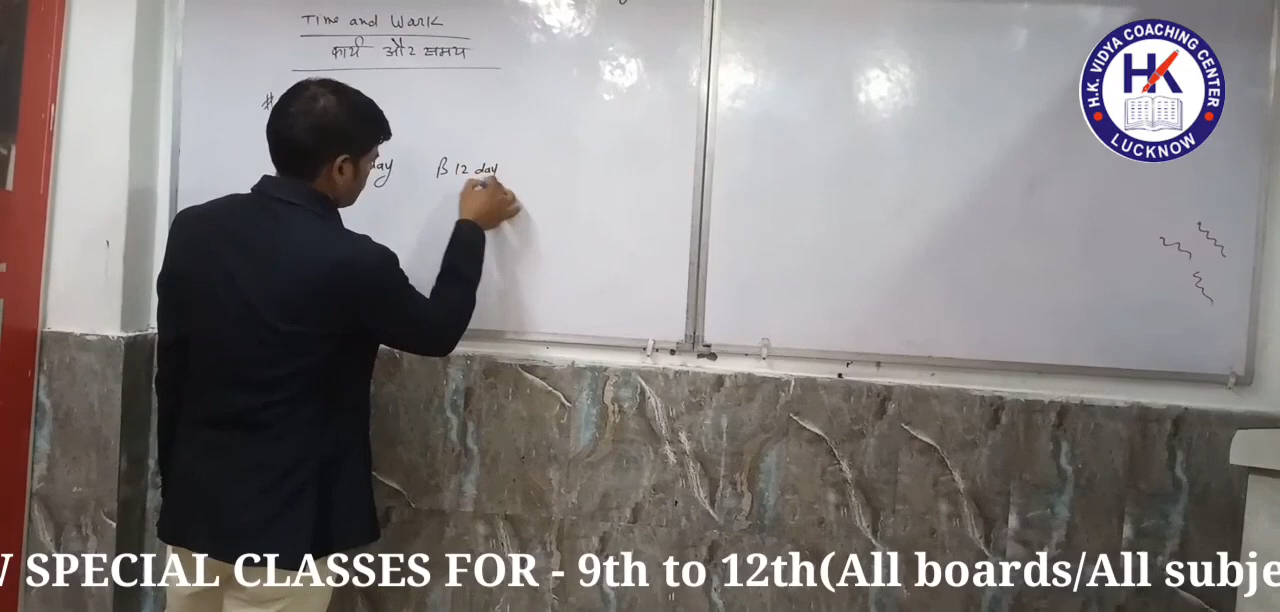 Time and Wark
कार्य और समय
#
day B 12 day
H.K. VIDYA COACHING CENTER
HK
LUCKNOW
SPECIAL CLASSES FOR - 9th to 12th(All boards/All subje